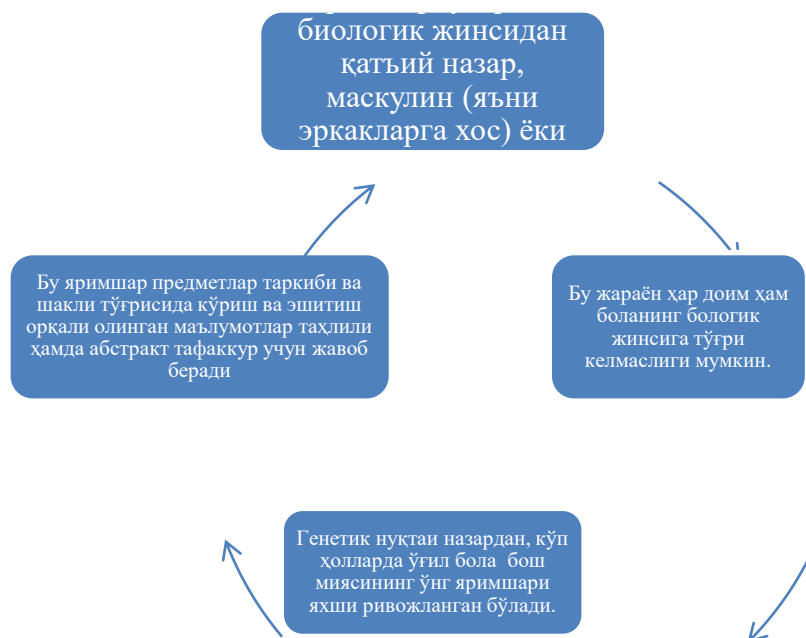 биологик жинсидан
қатъий назар,
маскулин (яъни
эркакларга хос) ёки
Бу жараён ҳар доим ҳам
боланинг бологик
жинсига тўғри
келмаслиги мумкин.
Генетик нуқтаи назардан, кўп
ҳолларда ўғил бола бош
миясининг ўнг яримшари
яхши ривожланган бўлади.
Бу яримшар предметлар таркиби ва
шакли тўғрисида кўриш ва эшитиш
орқали олинган маълумотлар таҳлили
ҳамда абстракт тафаккур учун жавоб
беради